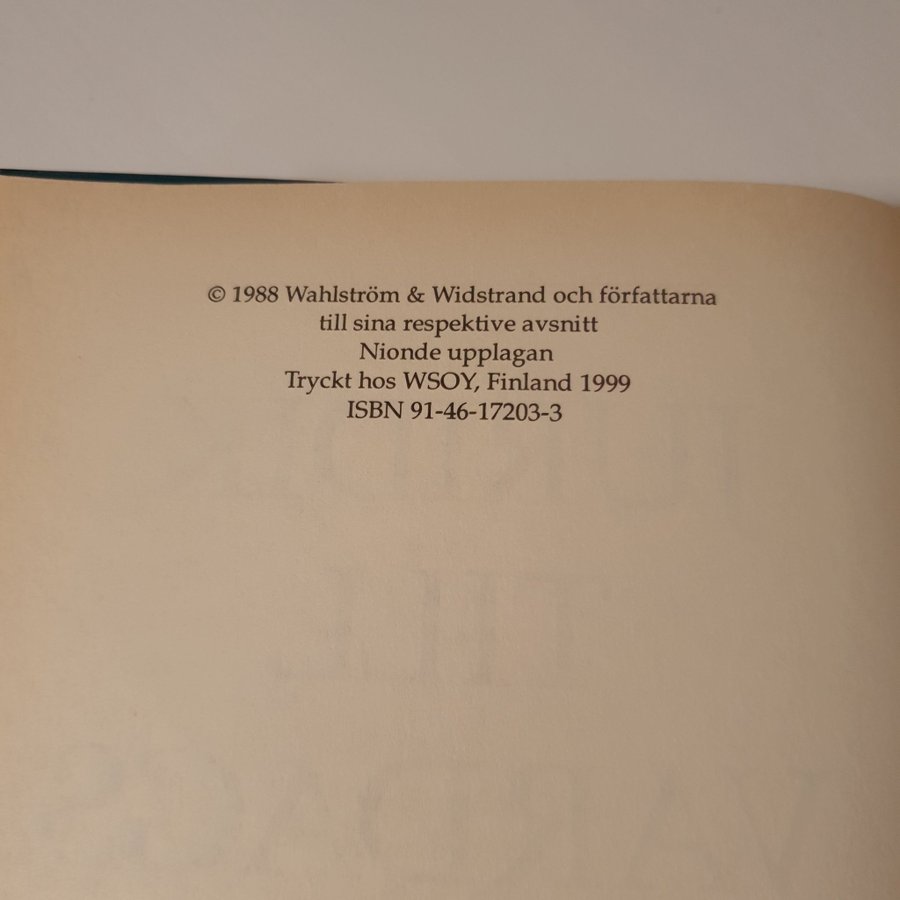 © 1988 Wahlström & Widstrand och författarna
till sina respektive avsnitt
Nionde upplagan
Tryckt hos WSOY, Finland 1999
ISBN 91-46-17203-3